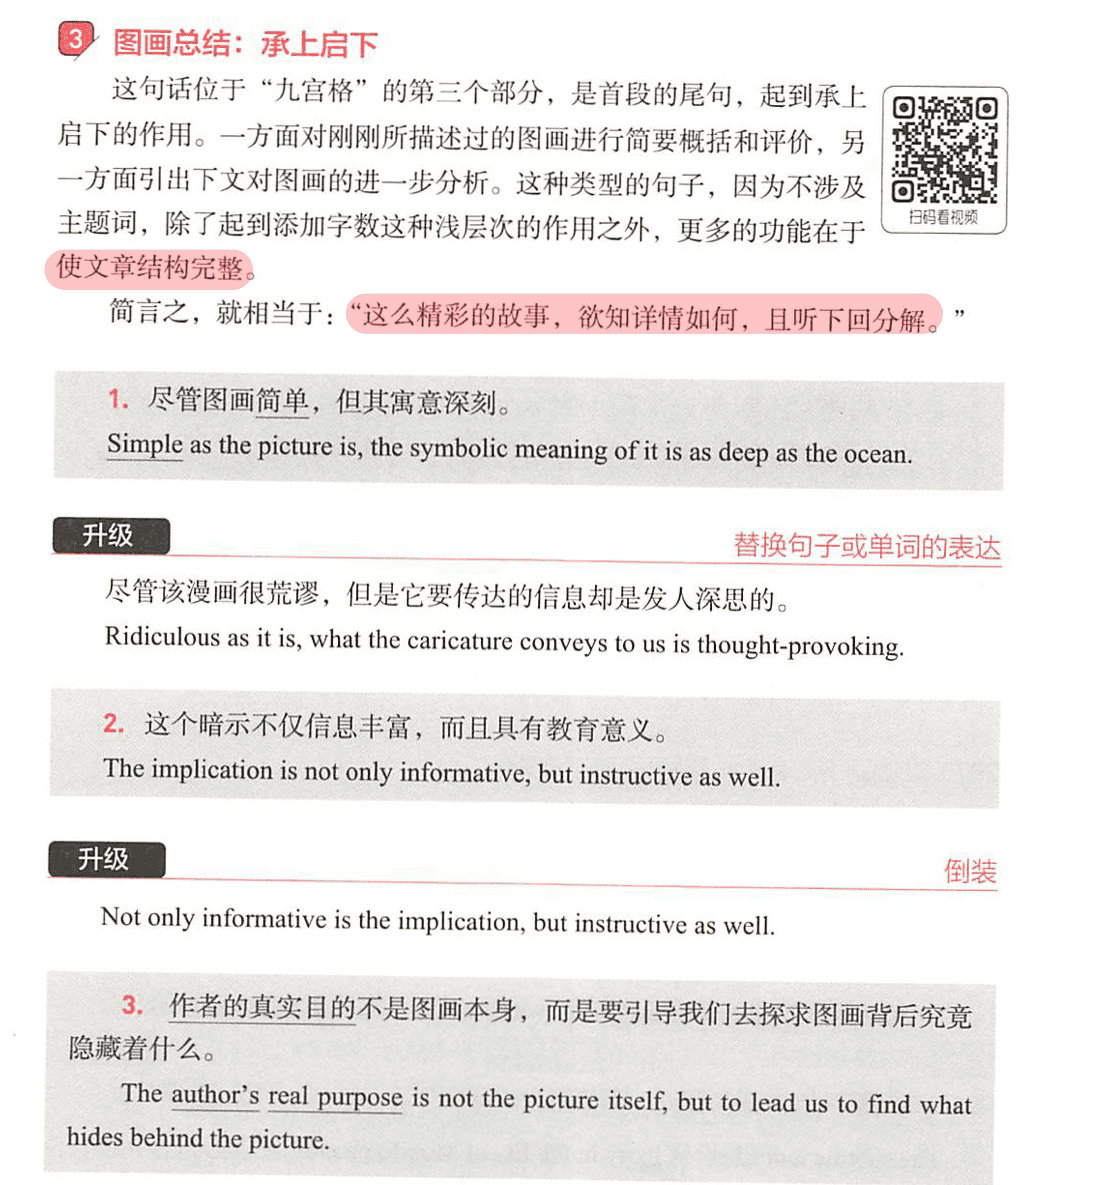 3 图画总结：承上启下
这句话位于“九宫格”的第三个部分，是首段的尾句，起到承上
启下的作用。一方面对刚刚所描述过的图画进行简要概括和评价，另
一方面引出下文对图画的进一步分析。这种类型的句子，因为不涉及
主题词，除了起到添加字数这种浅层次的作用之外，更多的功能在于
使文章结构完整。
扫码看视频
简言之，就相当于：“这么精彩的故事，欲知详情如何，且听下回分解。”
1. 尽管图画简单，但其寓意深刻。
Simple as the picture is, the symbolic meaning of it is as deep as the ocean.
升级 替换句子或单词的表达
尽管该漫画很荒谬，但是它要传达的信息却是发人深思的。
Ridiculous as it is, what the caricature conveys to us is thought-provoking.
2. 这个暗示不仅信息丰富，而且具有教育意义。
The implication is not only informative, but instructive as well.
升级 倒装
Not only informative is the implication, but instructive as well.
3. 作者的真实目的不是图画本身，而是要引导我们去探求图画背后究竟
隐藏着什么。
The author’s real purpose is not the picture itself, but to lead us to find what
hides behind the picture.